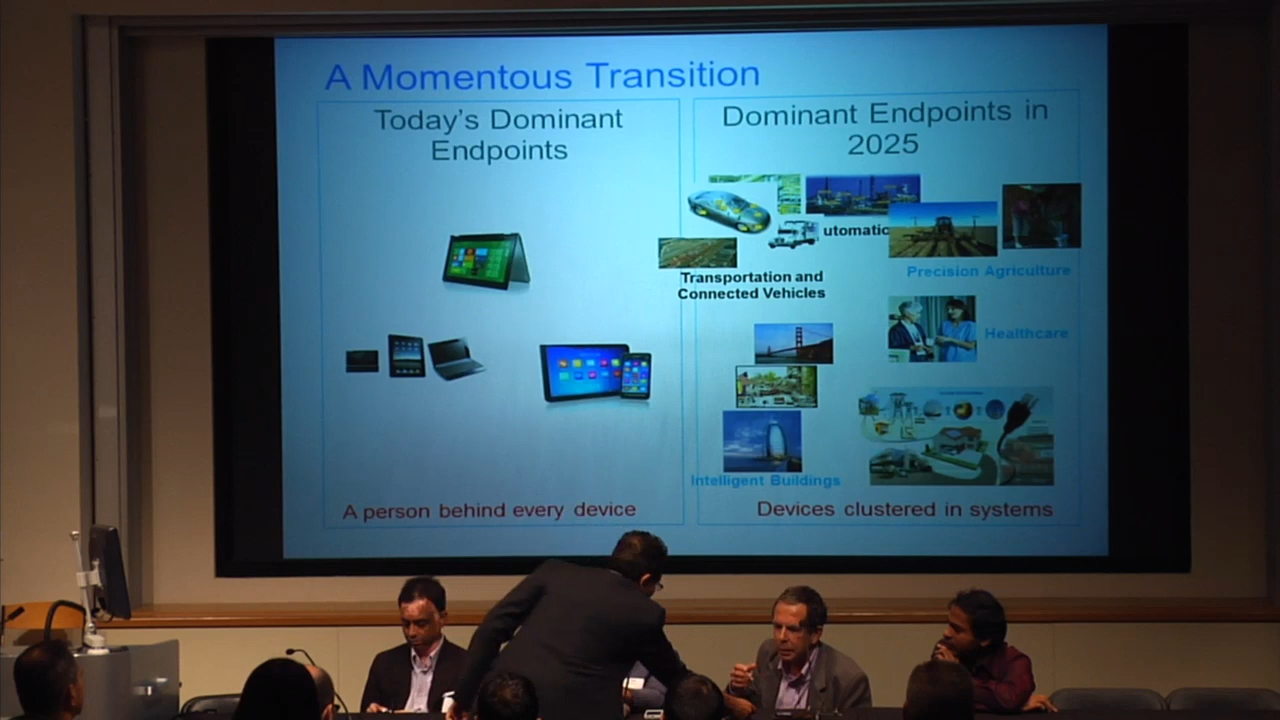 A Momentous Transition
Today's Dominant
Endpoints
A person behind every device
Dominant Endpoints in
2025
utomatic
Precision Agriculture
Transportation and
Connected Vehicles
Healthcare
Intelligent Buildings
Devices clustered in systems